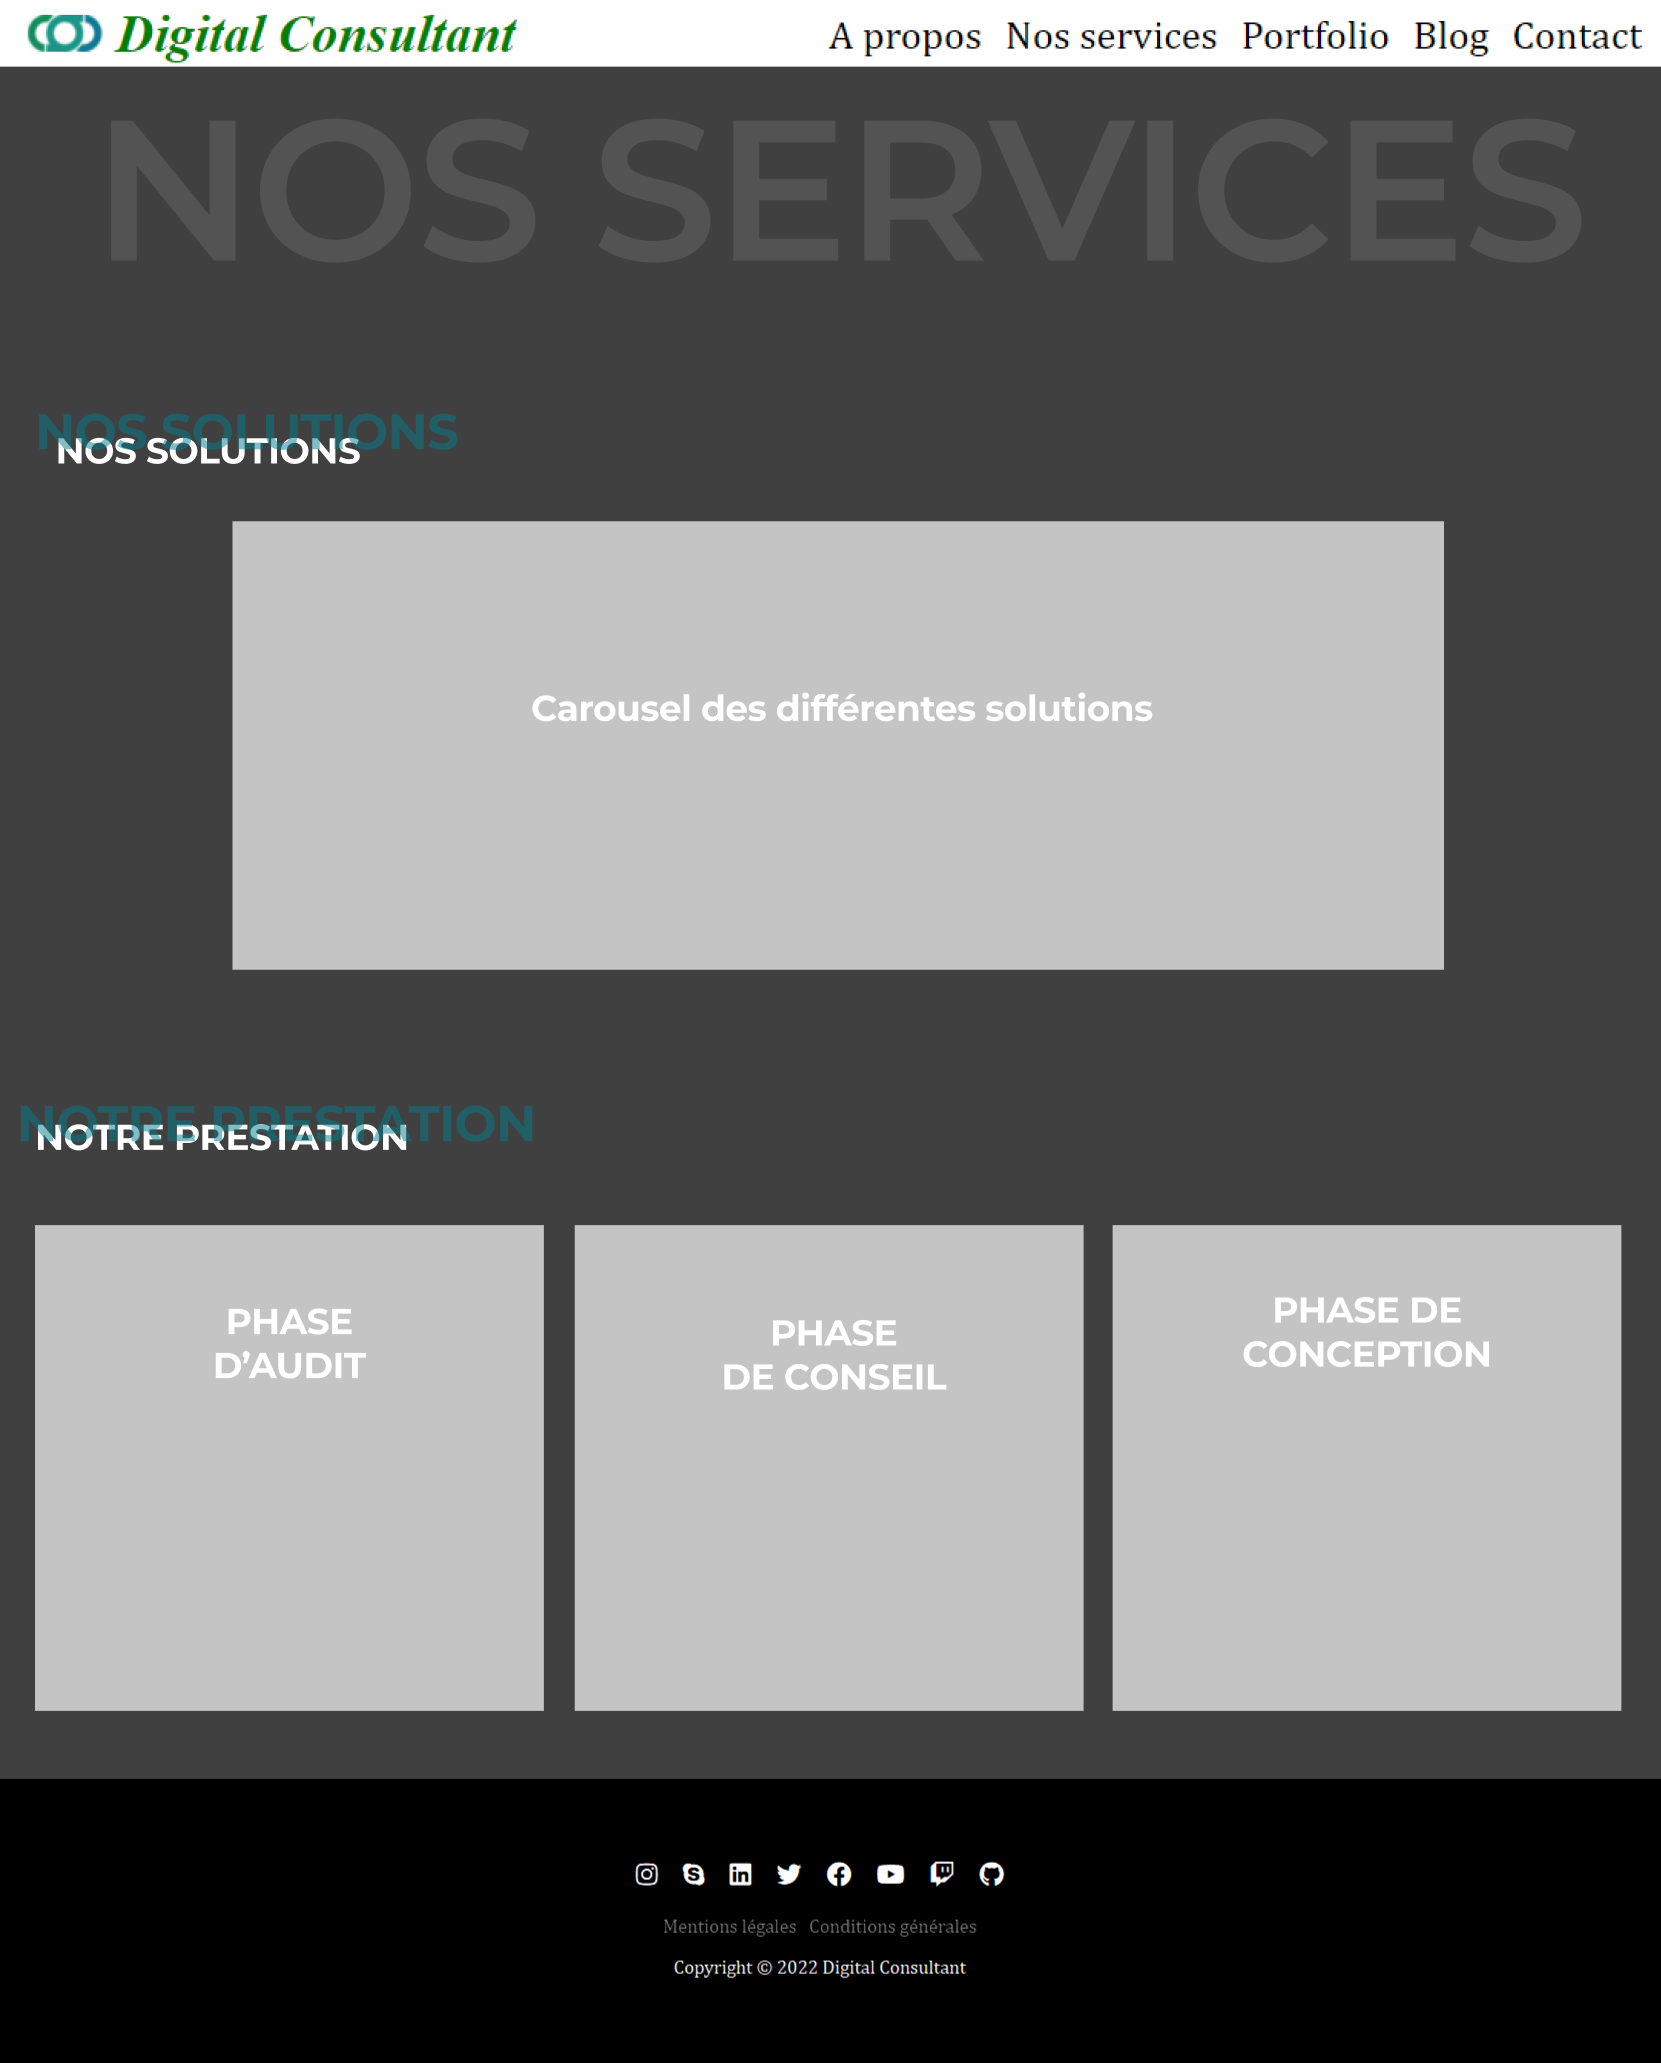 Digital Consultant
A propos Nos services Portfolio Blog Contact
NOS SERVICES
NOS SOLUTIONS
NOS SOLUTIONS
Carousel des différentes solutions
NOTRE PRESTATION
NOTRE PRESTATION
PHASE
D’AUDIT
PHASE
DE CONSEIL
PHASE DE
CONCEPTION
Mentions légales Conditions générales
Copyright © 2022 Digital Consultant